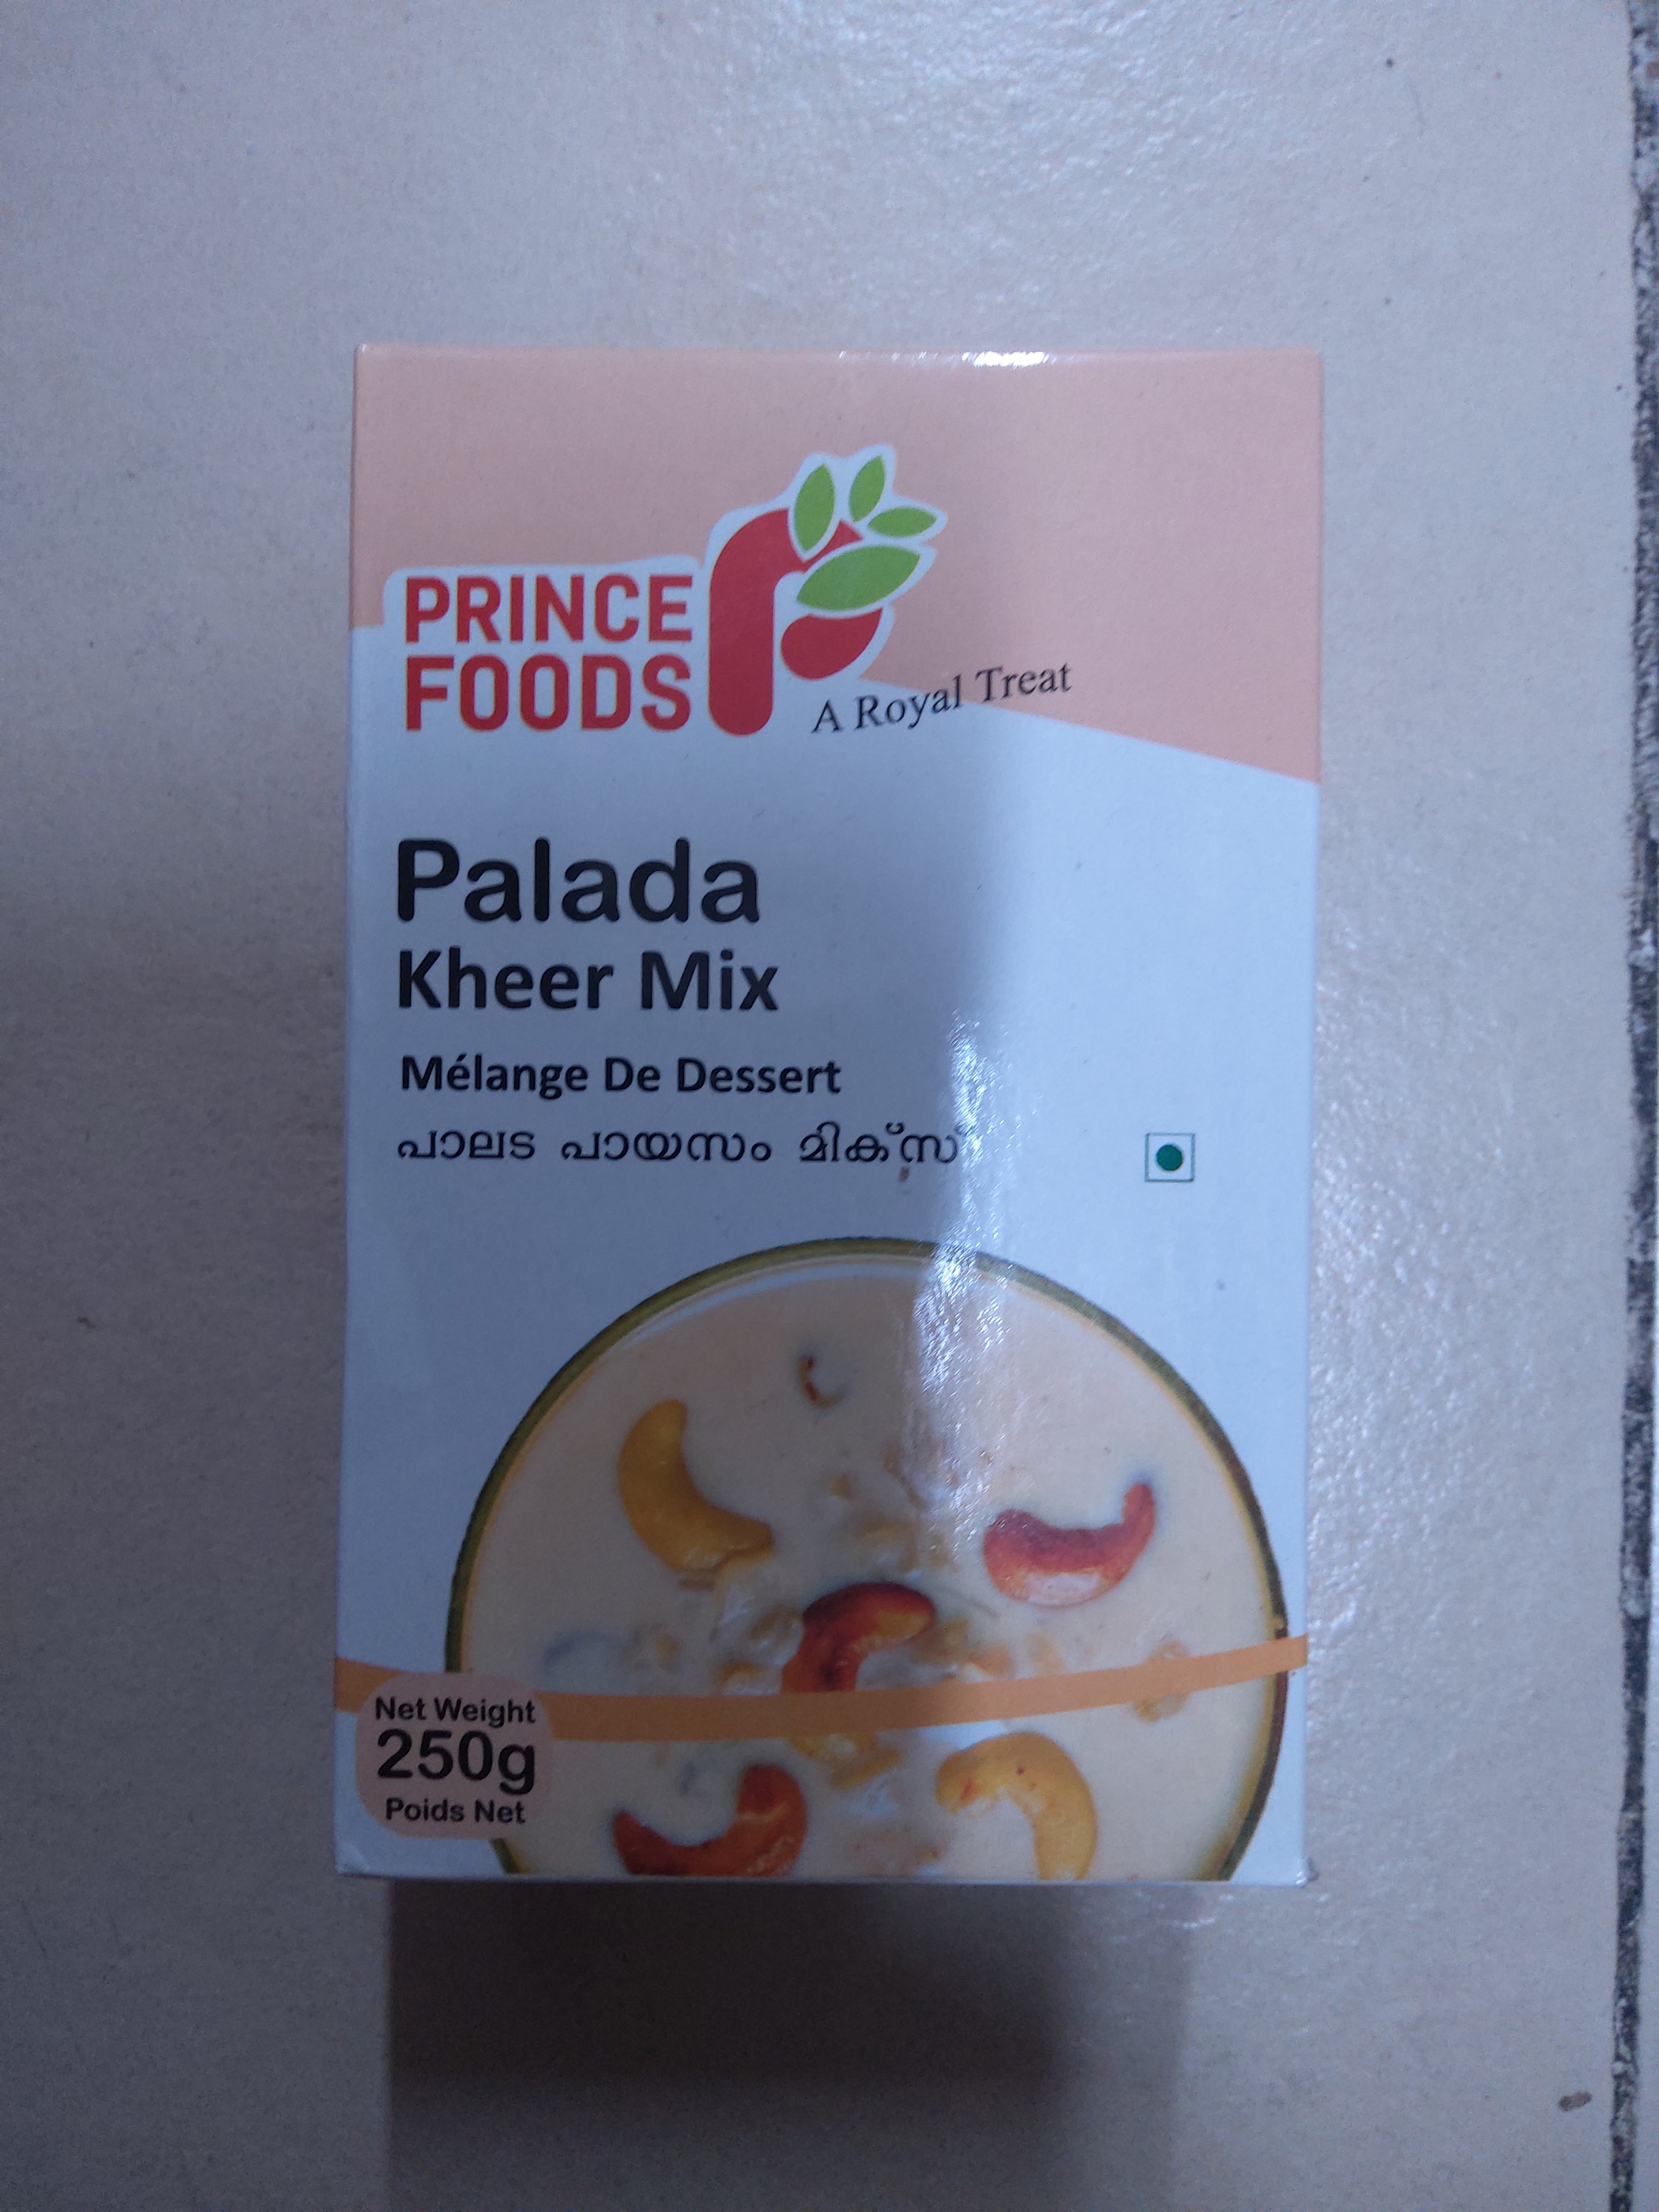 PRINCE
FOODS
A Royal Treat
Palada
Kheer Mix
Mélange De Dessert
പാലട പായസം മിക്സ്
Net Weight
250g
Poids Net